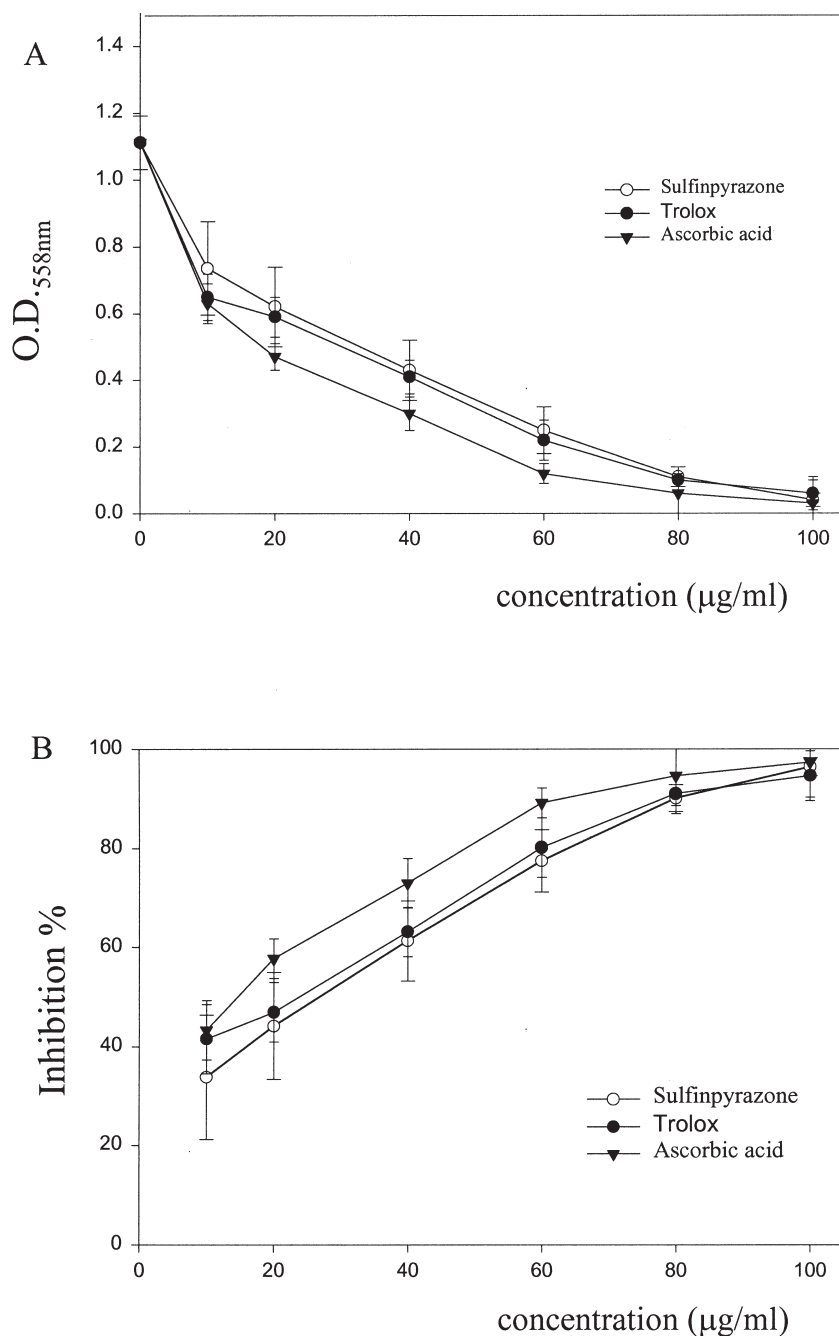 A
1.4
1.2
1.0
0.8
0.6
0.4
0.2
0.0
O.D.558nm
Sulfinpyrazone
Trolox
Ascorbic acid
0 20 40 60 80 100
concentration (µg/ml)
B
100
80
60
40
20
0
Inhibition %
Sulfinpyrazone
Trolox
Ascorbic acid
0 20 40 60 80 100
concentration (µg/ml)